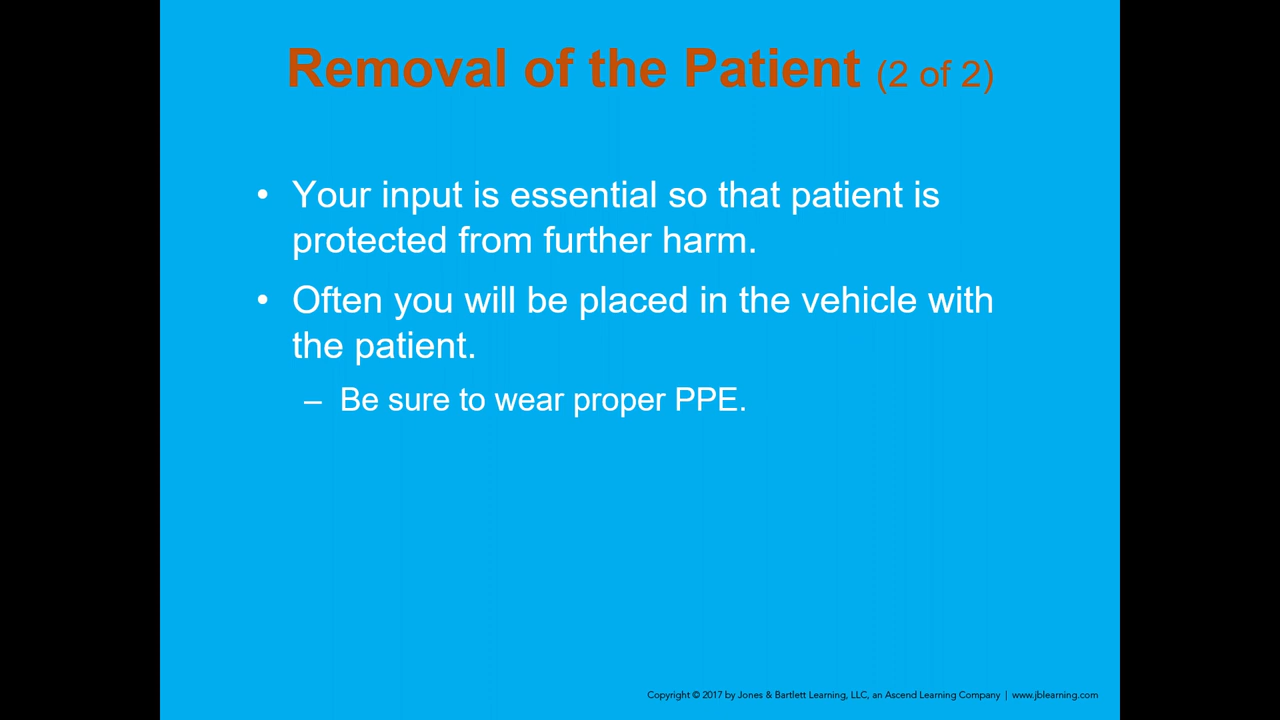 Removal of the Patient (2 of 2)
• Your input is essential so that patient is
protected from further harm.
• Often you will be placed in the vehicle with
the patient.
– Be sure to wear proper PPE.
Copyright © 2017 by Jones & Bartlett Learning, LLC, an Ascend Learning Company | www.jblearning.com